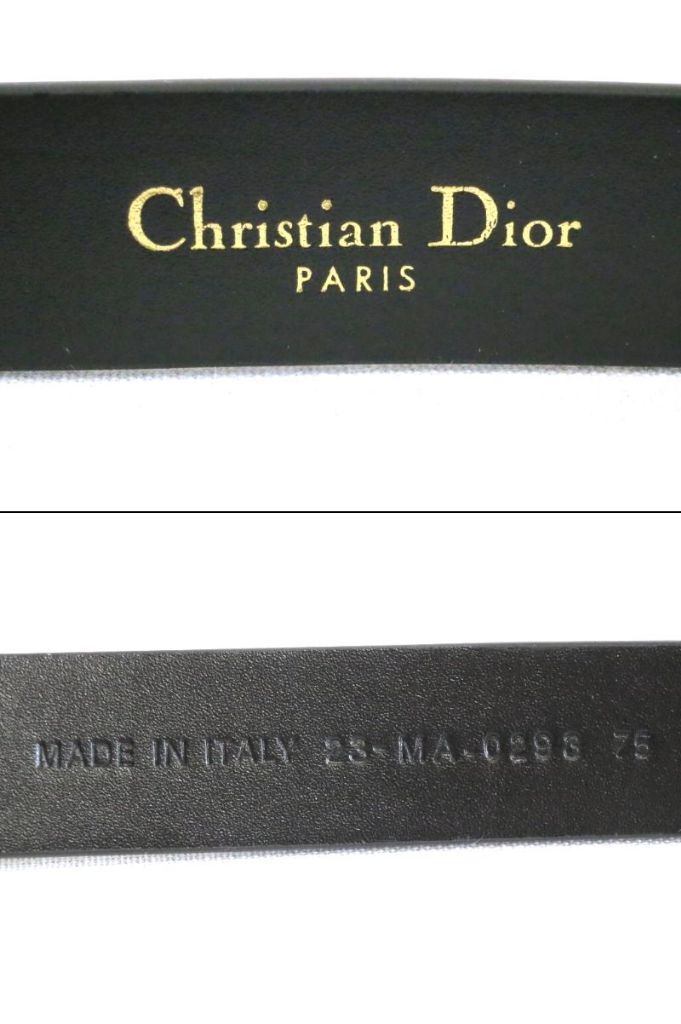 Christian Dior
PARIS
MADE IN ITALY 23-MA-0293 75